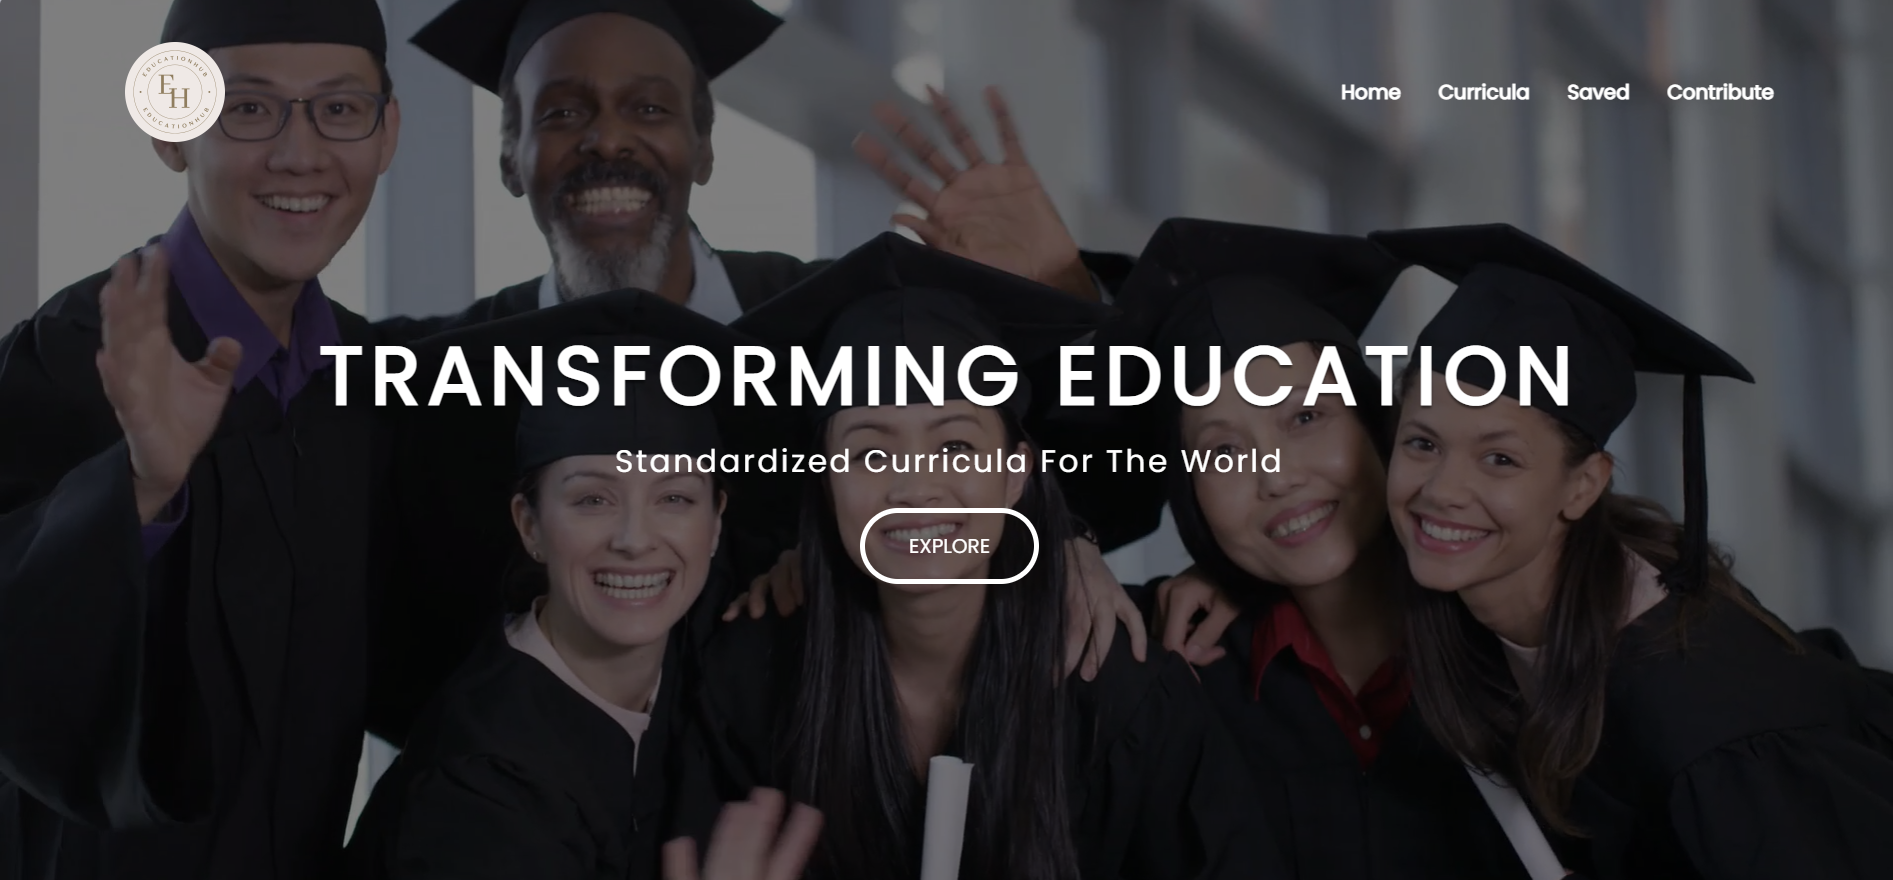 EDUCATIONHUB
EH
EDUCATIONHUB
Home Curricula Saved Contribute
TRANSFORMING EDUCATION
Standardized Curricula For The World
EXPLORE